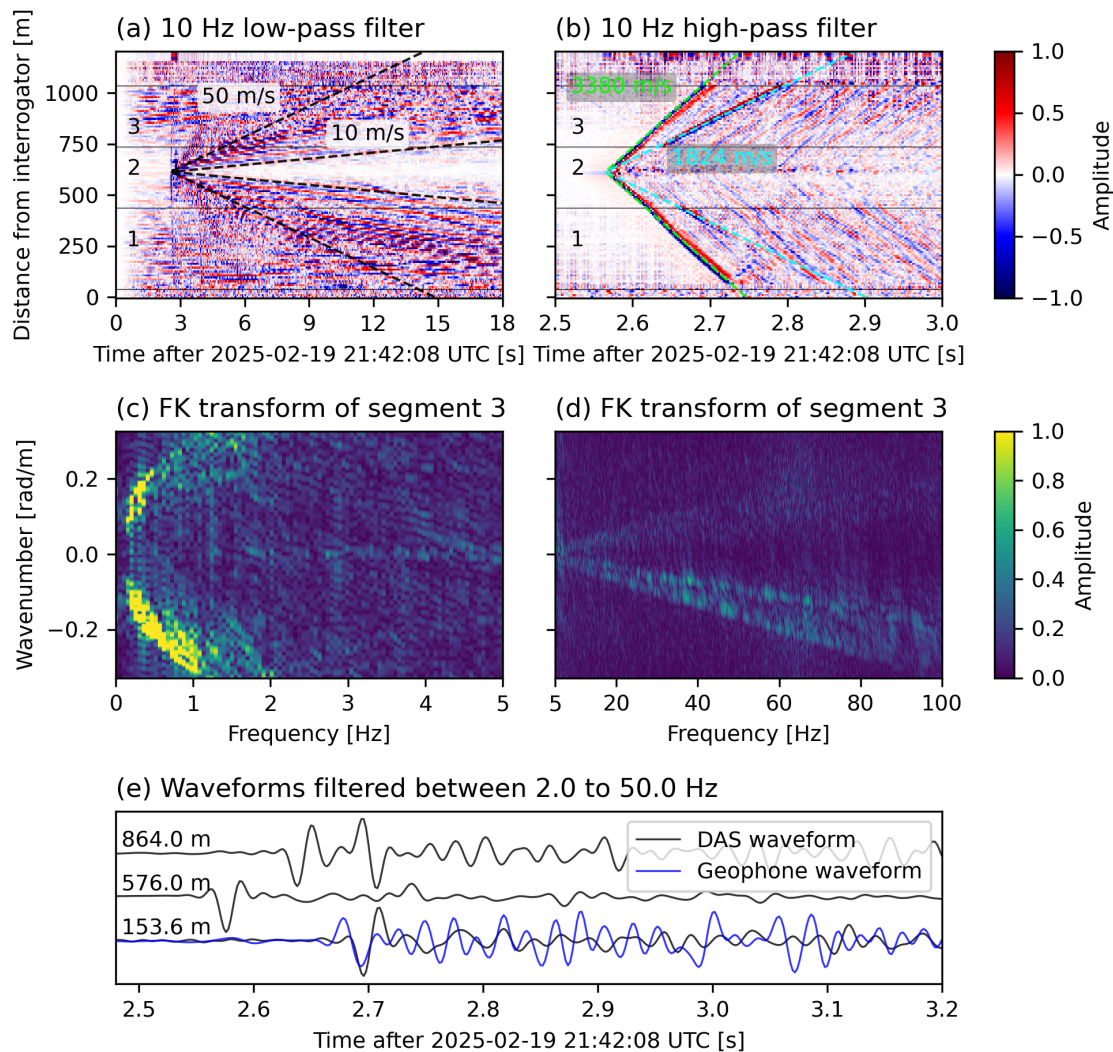 (a) 10 Hz low-pass filter
(b) 10 Hz high-pass filter
Distance from interrogator [m]
1000
750
500
250
0
50 m/s
10 m/s
3
2
1
0 3 6 9 12 15 18
Time after 2025-02-19 21:42:08 UTC [s]
3380 m/s
1824 m/s
3
2
1
2.5 2.6 2.7 2.8 2.9 3.0
Time after 2025-02-19 21:42:08 UTC [s]
1.0
0.5
0.0
−0.5
−1.0
Amplitude
(c) FK transform of segment 3
(d) FK transform of segment 3
Wavenumber [rad/m]
0.2
0.0
−0.2
0 1 2 3 4 5
Frequency [Hz]
5 20 40 60 80 100
Frequency [Hz]
1.0
0.8
0.6
0.4
0.2
0.0
Amplitude
(e) Waveforms filtered between 2.0 to 50.0 Hz
864.0 m
576.0 m
153.6 m
DAS waveform
Geophone waveform
2.5 2.6 2.7 2.8 2.9 3.0 3.1 3.2
Time after 2025-02-19 21:42:08 UTC [s]